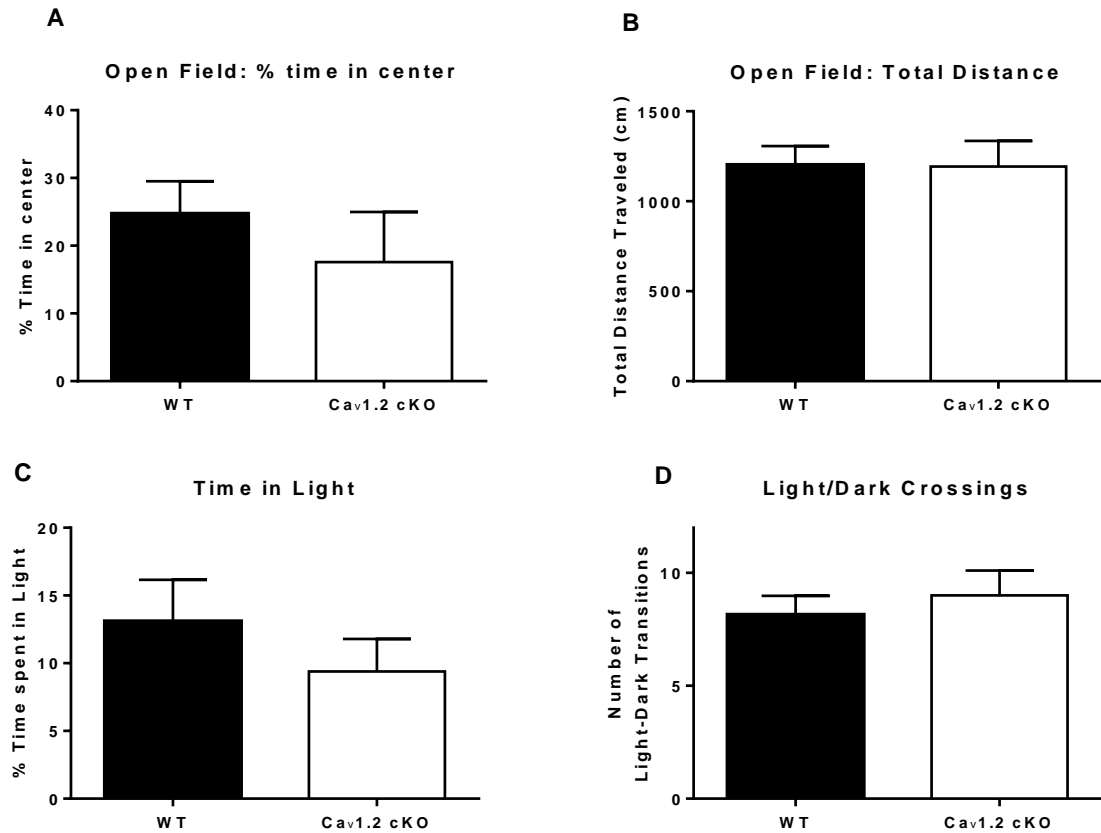 A
Open Field: % time in center
% Time in center
40
30
20
10
0
WT
Caᵥ1.2 cKO
B
Open Field: Total Distance
Total Distance Traveled (cm)
1500
1000
500
0
WT
Caᵥ1.2 cKO
C
Time in Light
% Time spent in Light
20
15
10
5
0
WT
Caᵥ1.2 cKO
D
Light/Dark Crossings
Number of
Light-Dark Transitions
10
5
0
WT
Caᵥ1.2 cKO